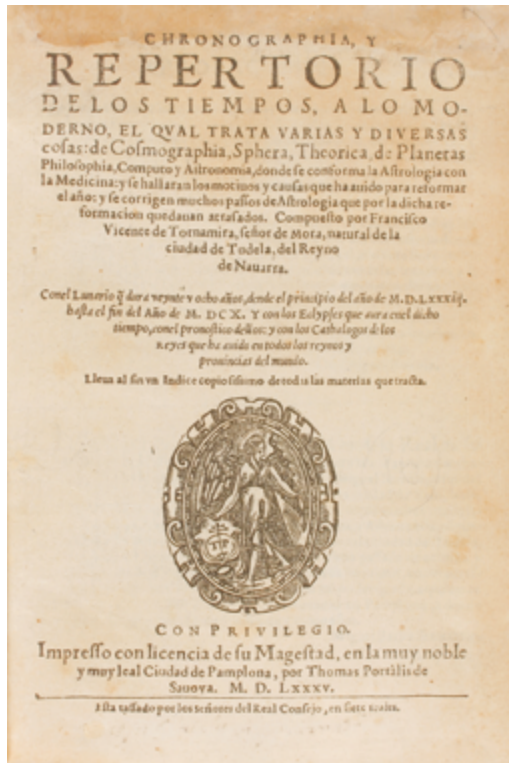 CHRONOGRAPHIA, Y
REPERTORIO
DE LOS TIEMPOS, A LO MO-
DERNO, EL QVAL TRATA VARIAS Y DIVERSAS
cosas: de Cosmographia, Sphera, Theorica de Planetas
Philosophia, Computo y Astronomia, donde se conforma la Astrologia con
la Medicina: y se hallaran los motiuos y causas que ha auido para reformar
el año: y se corrigen muchos passos de Astrologia que por la dicha re-
formacion quedauan atrasados. Compuesto por Francisco
Vicente de Tornamira, señor de Mora, natural de la
ciudad de Tudela, del Reyno
de Nauarra.
Con el Lunario q̃ dura veynte y ocho años, desde el principio del año de
hasta el fin del Año de M. DCX. Y con los Eclypses que aura en el dicho
tiempo, con el pronostico dellos: y con los Cathalogos de los
Reyes que ha auido en todos los reynos y
prouincias del mundo.
Lleua al fin vn Indice copiosissimo de todas las materias que tracta.
CON PRIVILEGIO.
Impresso con licencia de su Magestad, en la muy noble
y muy leal Ciudad de Pamplona, por Thomas Porràlis de
Sauoya. M. D. LXXXV.
Esta tassado por los señores del Real Consejo, en siete reales.